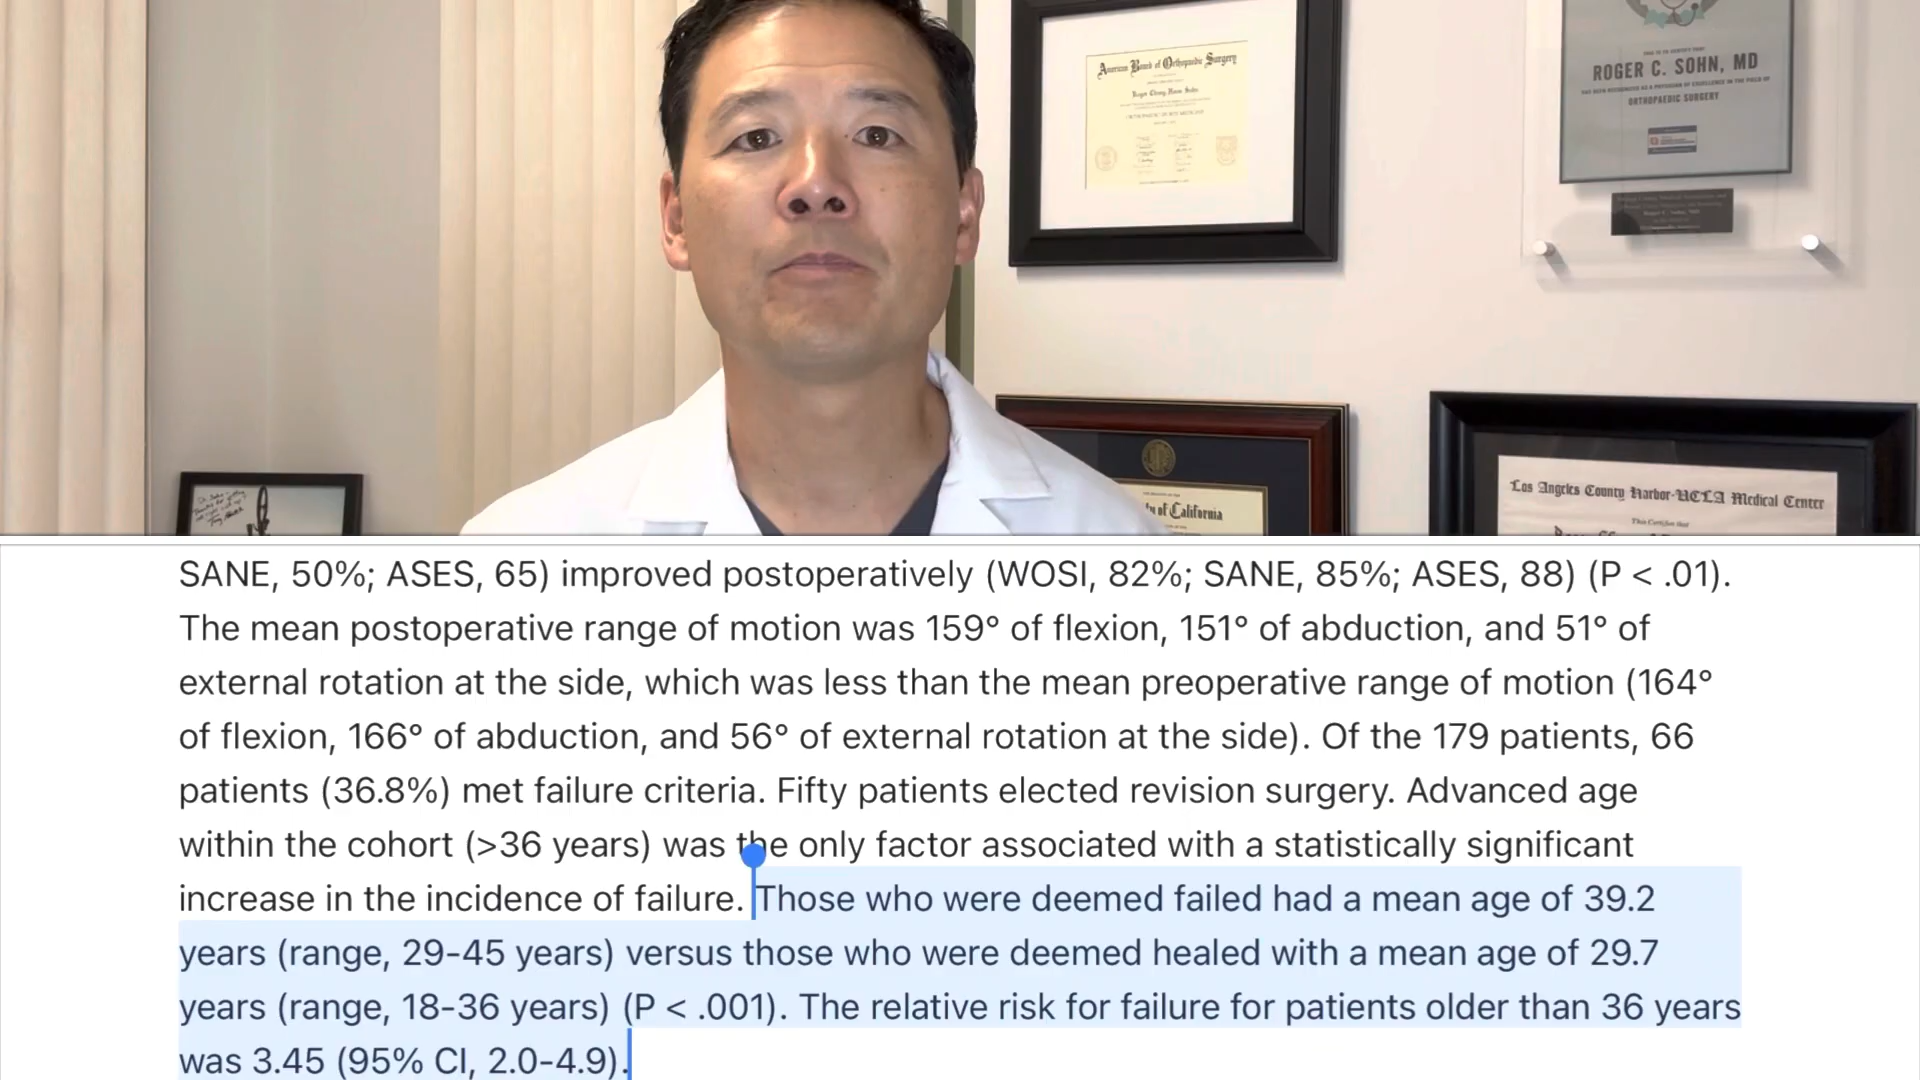 American Board of Orthopaedic Surgery
ROGER C. SOHN, MD
ORTHOPAEDIC SURGERY
of California
Los Angeles County Harbor-UCLA Medical Center
This Certifies that
SANE, 50%; ASES, 65) improved postoperatively (WOSI, 82%; SANE, 85%; ASES, 88) (P < .01).
The mean postoperative range of motion was 159° of flexion, 151° of abduction, and 51° of
external rotation at the side, which was less than the mean preoperative range of motion (164°
of flexion, 166° of abduction, and 56° of external rotation at the side). Of the 179 patients, 66
patients (36.8%) met failure criteria. Fifty patients elected revision surgery. Advanced age
within the cohort (>36 years) was the only factor associated with a statistically significant
increase in the incidence of failure. Those who were deemed failed had a mean age of 39.2
years (range, 29-45 years) versus those who were deemed healed with a mean age of 29.7
years (range, 18-36 years) (P < .001). The relative risk for failure for patients older than 36 years
was 3.45 (95% CI, 2.0-4.9).